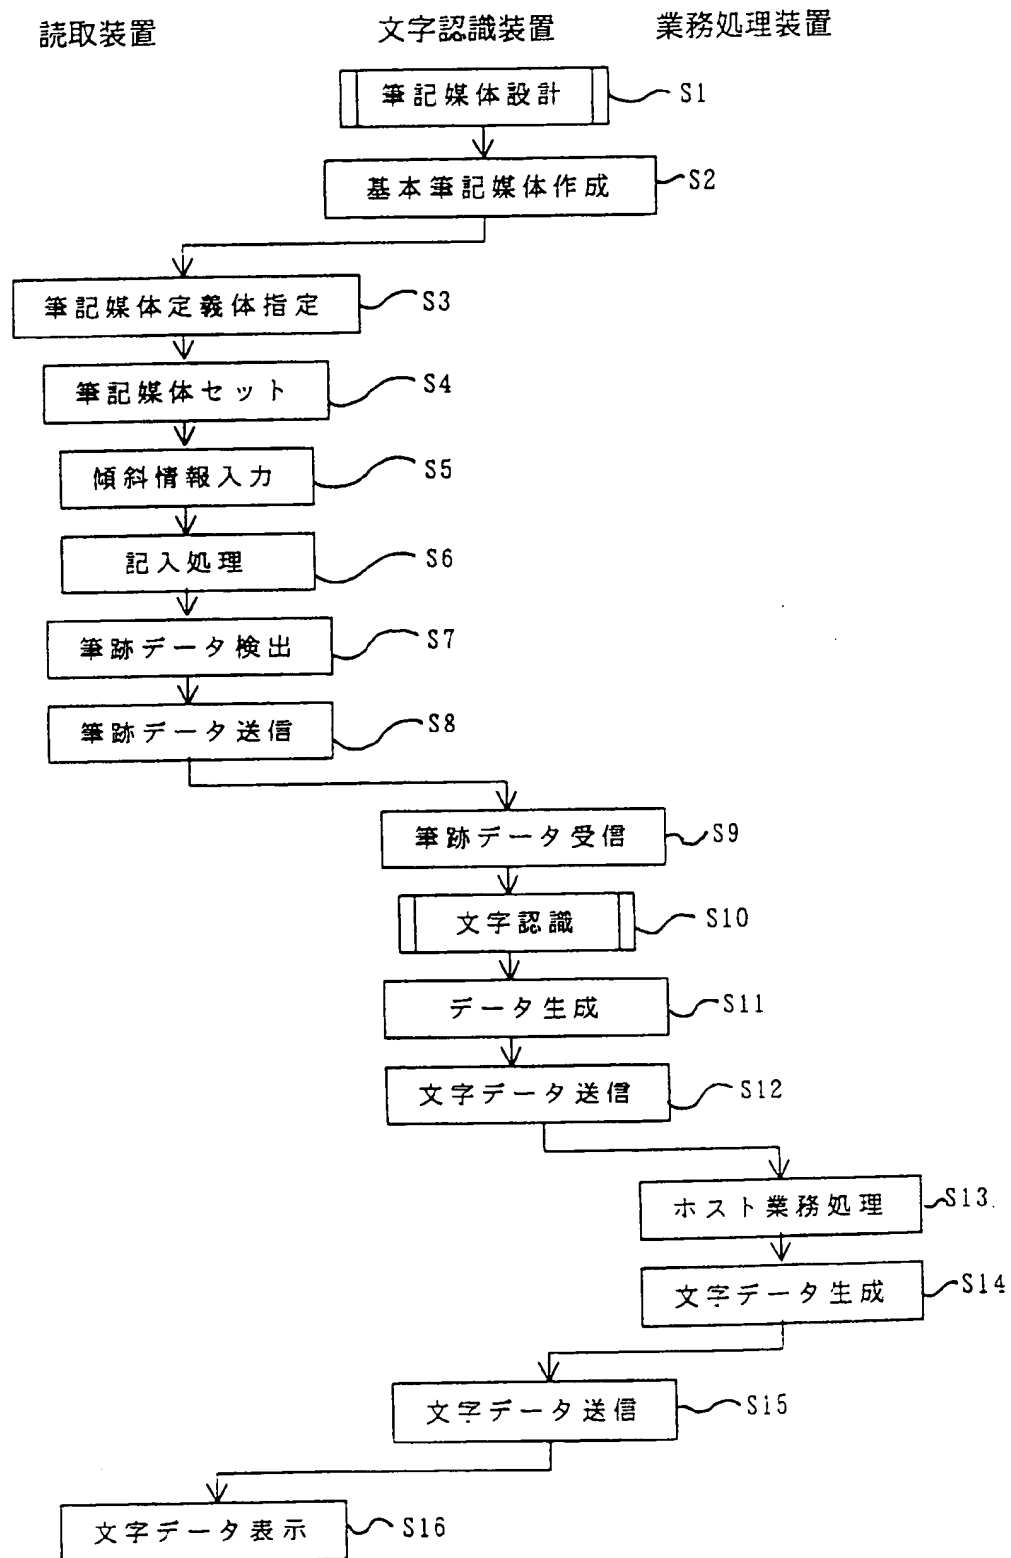 読取装置 文字認識装置 業務処理装置
筆記媒体設計 S1
基本筆記媒体作成 S2
筆記媒体定義体指定 S3
筆記媒体セット S4
傾斜情報入力 S5
記入処理 S6
筆跡データ検出 S7
筆跡データ送信 S8
筆跡データ受信 S9
文字認識 S10
データ生成 S11
文字データ送信 S12
ホスト業務処理 S13
文字データ生成 S14
文字データ送信 S15
文字データ表示 S16